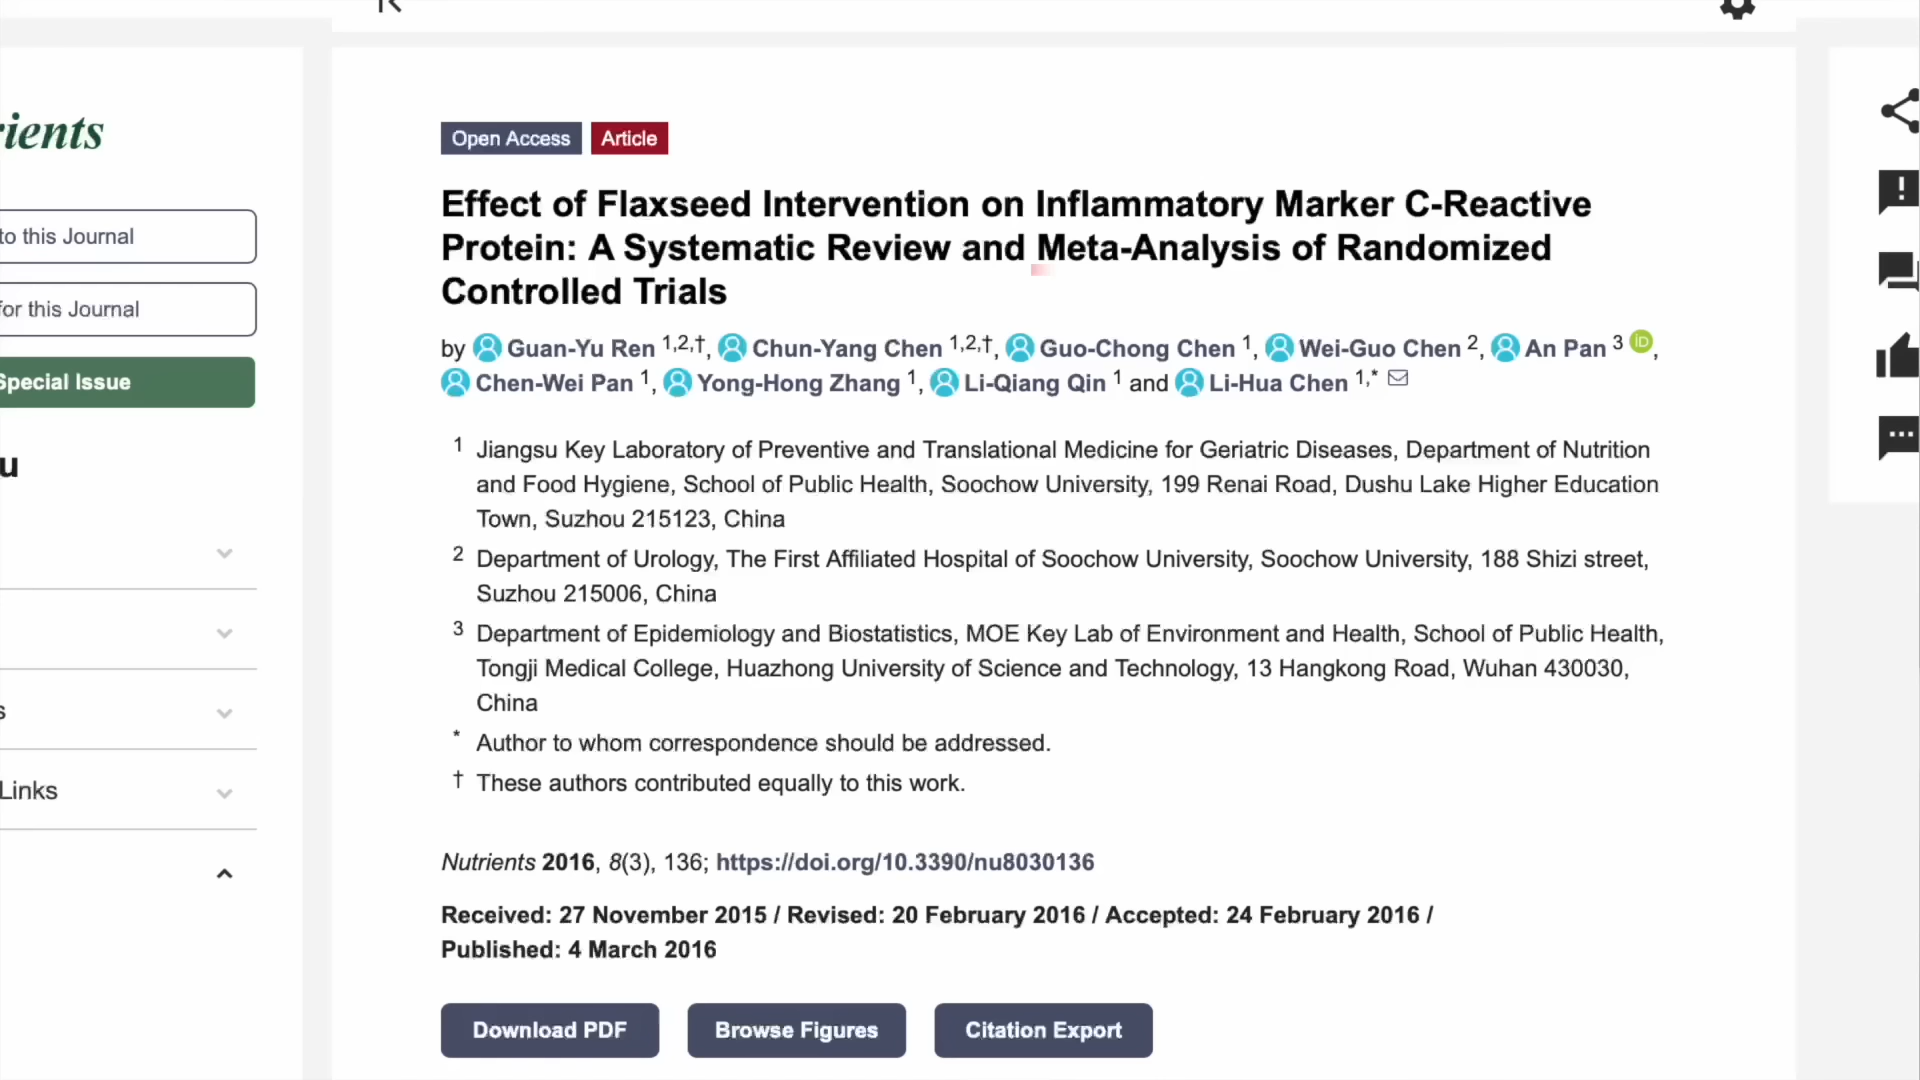 Open Access Article
Effect of Flaxseed Intervention on Inflammatory Marker C-Reactive
Protein: A Systematic Review and Meta-Analysis of Randomized
Controlled Trials
by Guan-Yu Ren 1,2,†, Chun-Yang Chen 1,2,†, Guo-Chong Chen 1, Wei-Guo Chen 2, An Pan 3 iD,
Chen-Wei Pan 1, Yong-Hong Zhang 1, Li-Qiang Qin 1 and Li-Hua Chen 1,*
1 Jiangsu Key Laboratory of Preventive and Translational Medicine for Geriatric Diseases, Department of Nutrition
and Food Hygiene, School of Public Health, Soochow University, 199 Renai Road, Dushu Lake Higher Education
Town, Suzhou 215123, China
2 Department of Urology, The First Affiliated Hospital of Soochow University, Soochow University, 188 Shizi street,
Suzhou 215006, China
3 Department of Epidemiology and Biostatistics, MOE Key Lab of Environment and Health, School of Public Health,
Tongji Medical College, Huazhong University of Science and Technology, 13 Hangkong Road, Wuhan 430030,
China
* Author to whom correspondence should be addressed.
† These authors contributed equally to this work.
Nutrients 2016, 8(3), 136; https://doi.org/10.3390/nu8030136
Received: 27 November 2015 / Revised: 20 February 2016 / Accepted: 24 February 2016 /
Published: 4 March 2016
Download PDF
Browse Figures
Citation Export
rients
to this Journal
for this Journal
Special Issue
u
s
Links